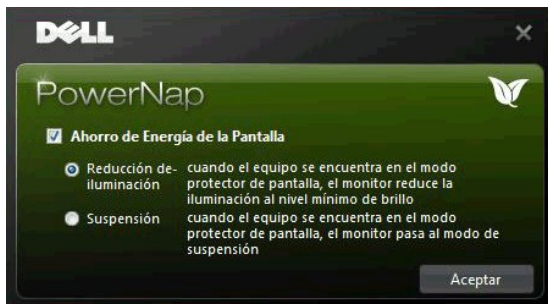 DELL
PowerNap
Ahorro de Energía de la Pantalla
Reducción de-
iluminación
cuando el equipo se encuentra en el modo
protector de pantalla, el monitor reduce la
iluminación al nivel mínimo de brillo
Suspensión
cuando el equipo se encuentra en el modo
protector de pantalla, el monitor pasa al modo de
suspensión
Aceptar